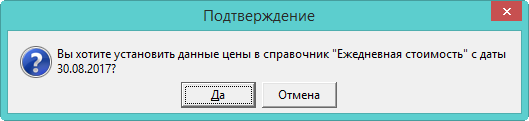 Подтверждение
Вы хотите установить данные цены в справочник "Ежедневная стоимость" с даты
30.08.2017?
Да
Отмена